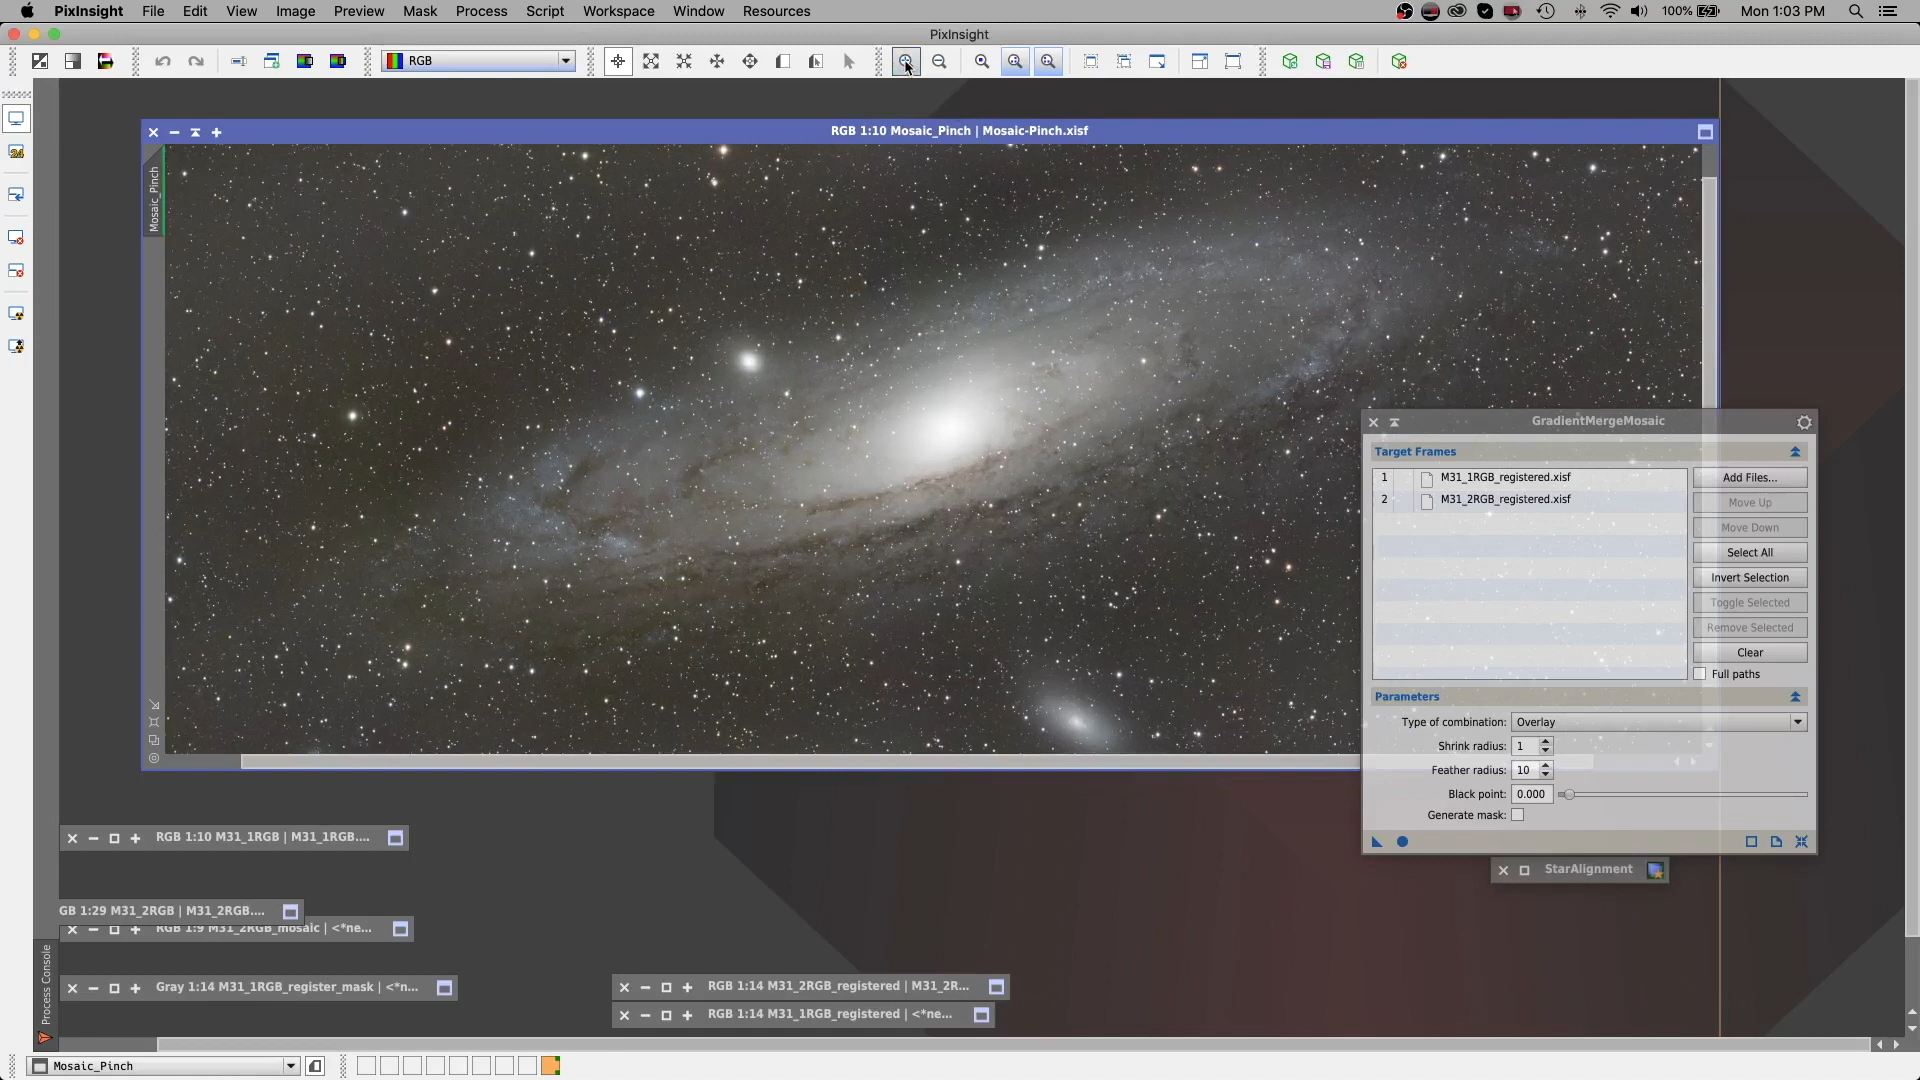 PixInsight File Edit View Image Preview Mask Process Script Workspace Window Resources 100% Mon 1:03 PM
PixInsight
RGB
RGB 1:10 Mosaic_Pinch | Mosaic-Pinch.xisf
Mosaic_Pinch
GradientMergeMosaic
Target Frames
1 M31_1RGB_registered.xisf
2 M31_2RGB_registered.xisf
Add Files...
Move Up
Move Down
Select All
Invert Selection
Toggle Selected
Remove Selected
Clear
Full paths
Parameters
Type of combination: Overlay
Shrink radius: 1
Feather radius: 10
Black point: 0.000
Generate mask:
StarAlignment
RGB 1:10 M31_1RGB | M31_1RGB....
GB 1:29 M31_2RGB | M31_2RGB....
RGB 1:9 M31_2RGB_mosaic | <*ne...
Gray 1:14 M31_1RGB_register_mask | <*n...
RGB 1:14 M31_2RGB_registered | M31_2R...
RGB 1:14 M31_1RGB_registered | <*ne...
Process Console
Mosaic_Pinch